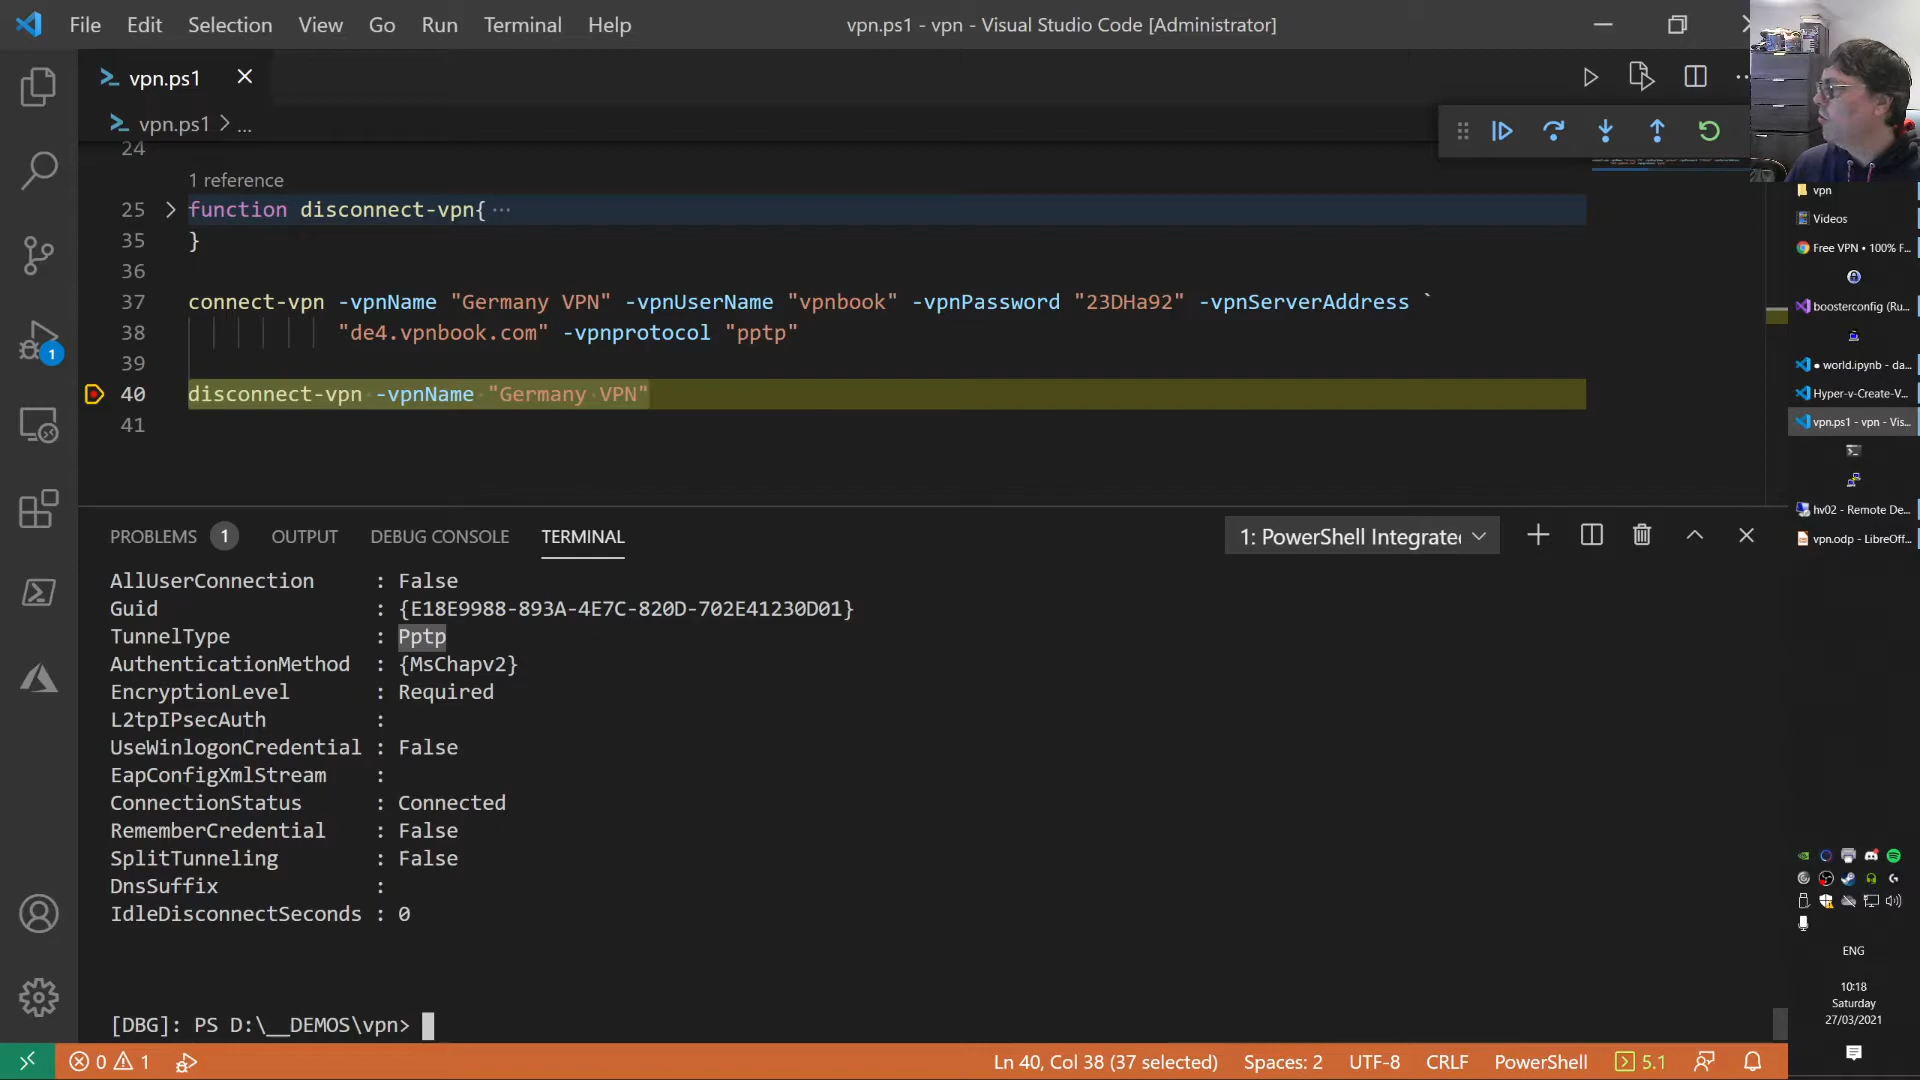 File Edit Selection View Go Run Terminal Help
vpn.ps1 - vpn - Visual Studio Code [Administrator]
vpn.ps1
vpn.ps1 > ...
24
1 reference
25 function disconnect-vpn{ ···
35 }
36
37 connect-vpn -vpnName "Germany VPN" -vpnUserName "vpnbook" -vpnPassword "23DHa92" -vpnServerAddress `
38 "de4.vpnbook.com" -vpnprotocol "pptp"
39
40 disconnect-vpn -vpnName "Germany VPN"
41
PROBLEMS 1 OUTPUT DEBUG CONSOLE TERMINAL
1: PowerShell Integrate
AllUserConnection : False
Guid : {E18E9988-893A-4E7C-820D-702E41230D01}
TunnelType : Pptp
AuthenticationMethod : {MsChapv2}
EncryptionLevel : Required
L2tpIPsecAuth :
UseWinlogonCredential : False
EapConfigXmlStream :
ConnectionStatus : Connected
RememberCredential : False
SplitTunneling : False
DnsSuffix :
IdleDisconnectSeconds : 0
[DBG]: PS D:\__DEMOS\vpn>
1
0 1
Ln 40, Col 38 (37 selected) Spaces: 2 UTF-8 CRLF PowerShell 5.1
vpn
Videos
Free VPN • 100% F...
boosterconfig (Ru...
● world.ipynb - da...
Hyper-v-Create-V...
vpn.ps1 - vpn - Vis...
hv02 - Remote De...
vpn.odp - LibreOff...
ENG
10:18
Saturday
27/03/2021